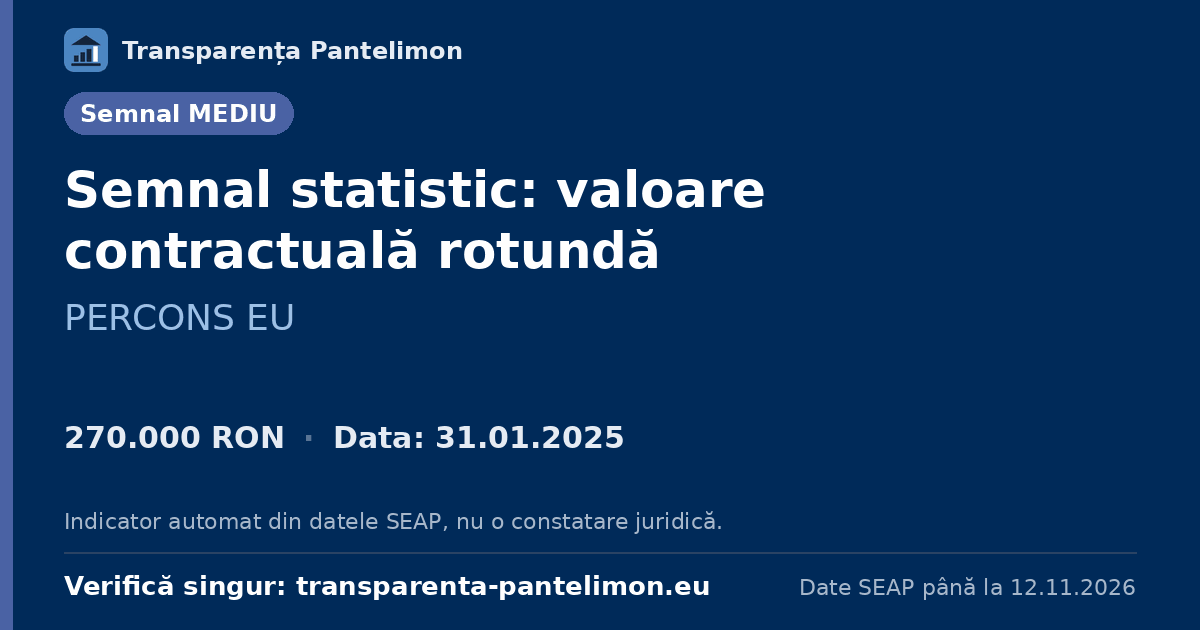 Transparența Pantelimon
Semnal MEDIU
Semnal statistic: valoare
contractuală rotundă
PERCONS EU
270.000 RON · Data: 31.01.2025
Indicator automat din datele SEAP, nu o constatare juridică.
Verifică singur: transparenta-pantelimon.eu
Date SEAP până la 12.11.2026